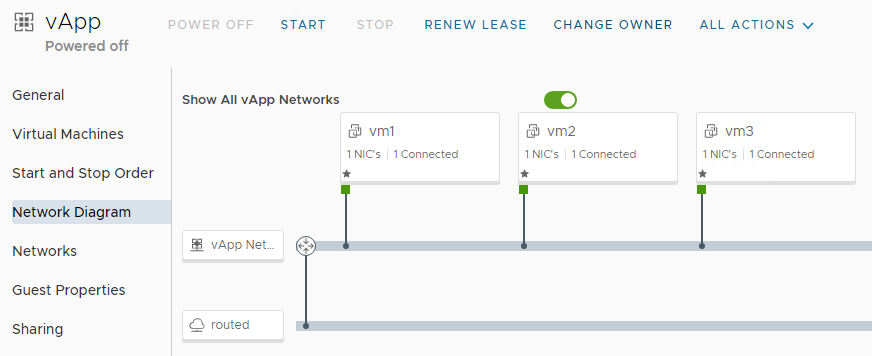 vApp
Powered off
POWER OFF START STOP RENEW LEASE CHANGE OWNER ALL ACTIONS
General
Virtual Machines
Start and Stop Order
Network Diagram
Networks
Guest Properties
Sharing
Show All vApp Networks
vm1
1 NIC's 1 Connected
vm2
1 NIC's 1 Connected
vm3
1 NIC's 1 Connected
vApp Net...
routed